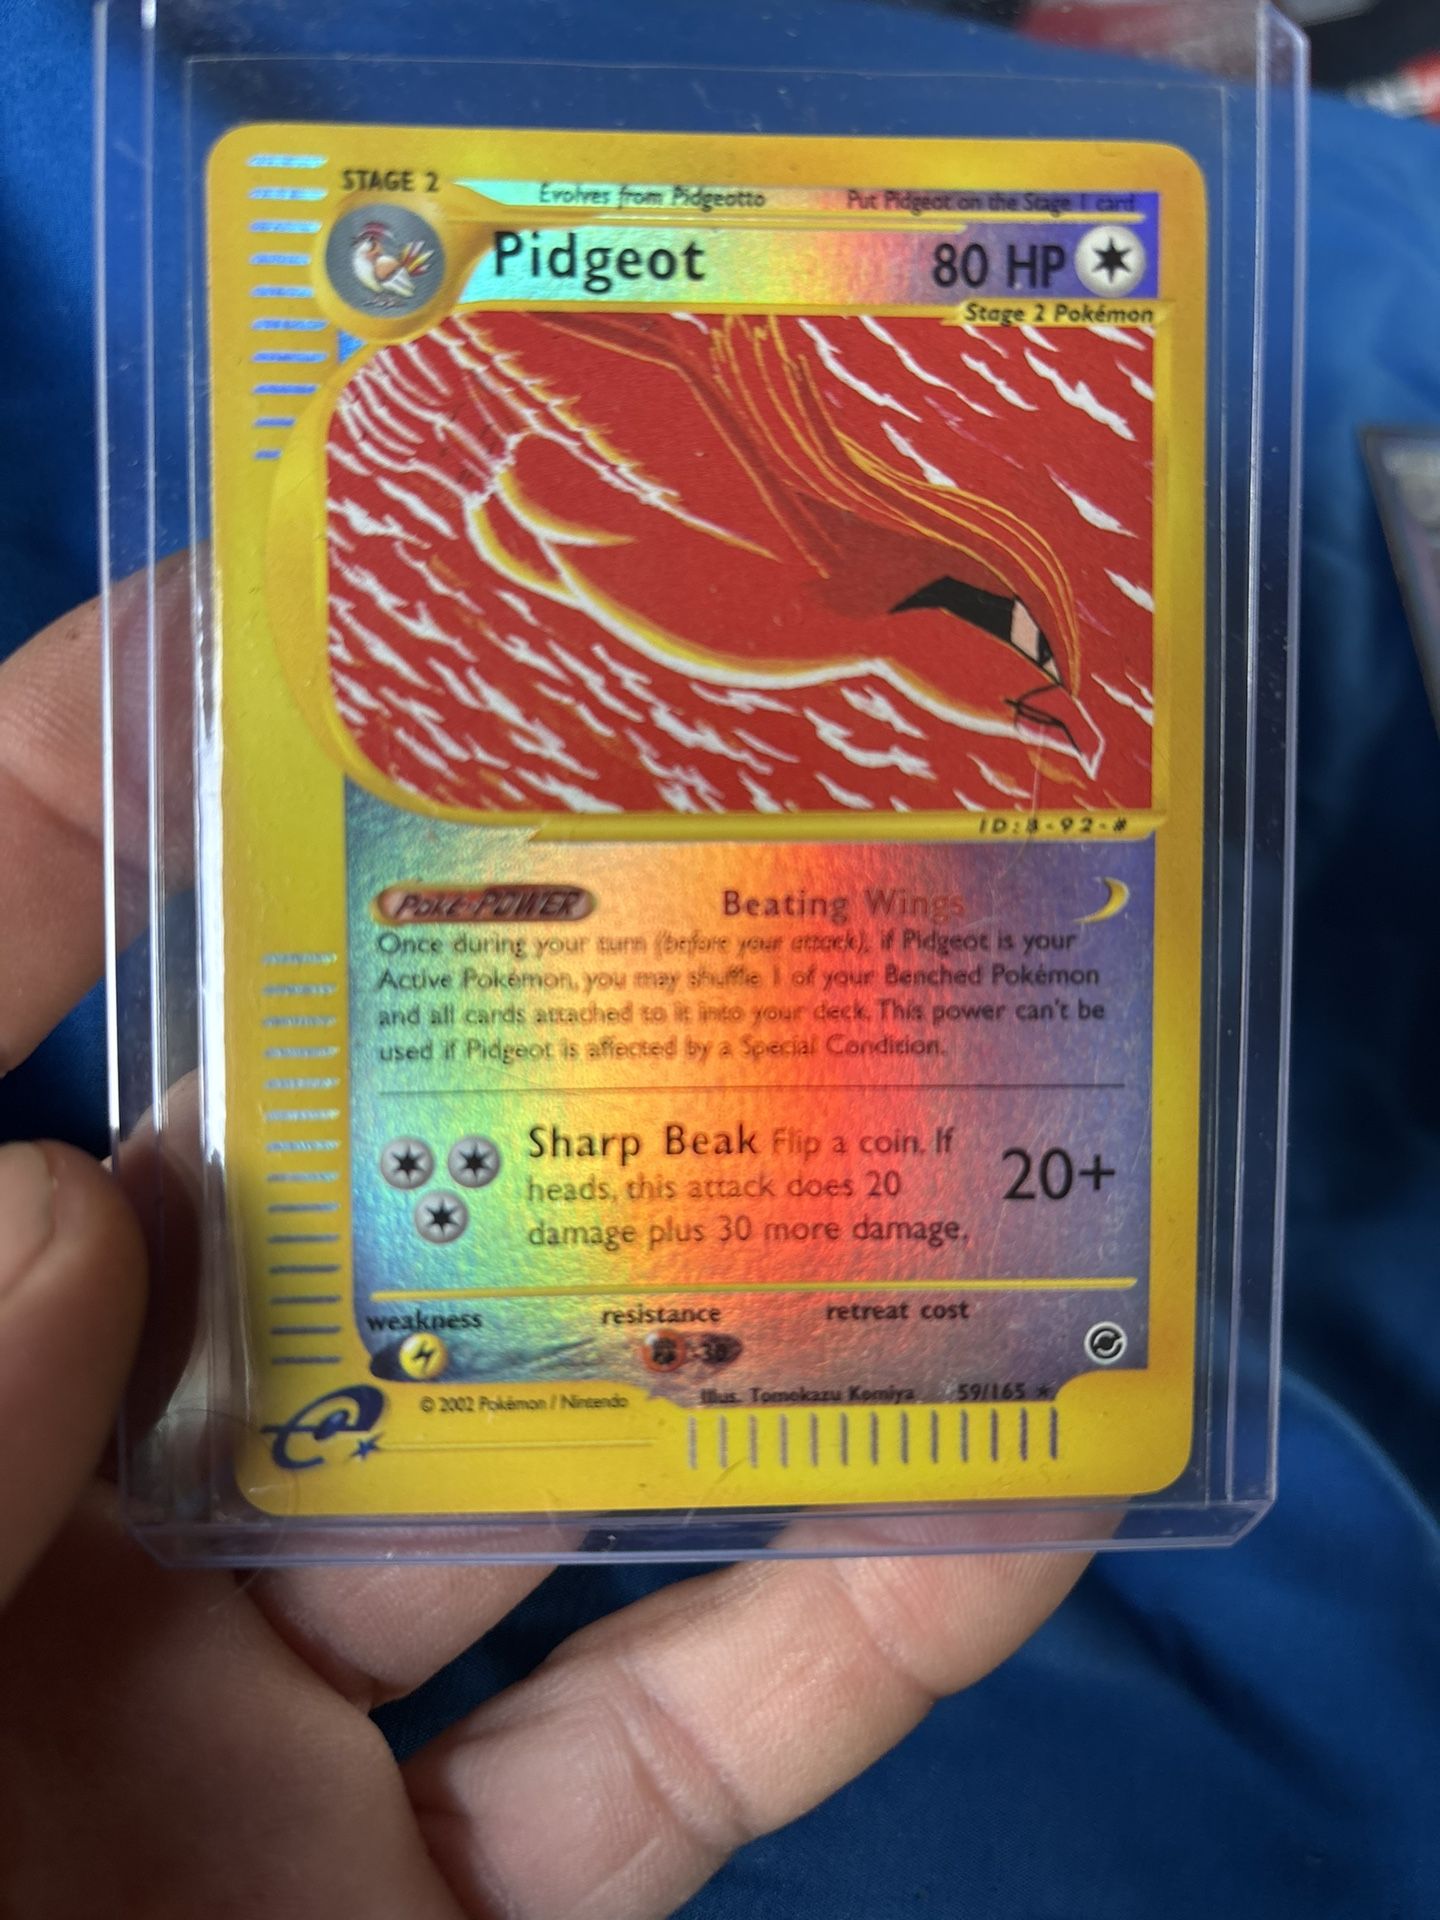 STAGE 2
Evolves from Pidgeotto
Put Pidgeot on the Stage 1 card
Pidgeot
80 HP
Stage 2 Pokémon
ID:B-92-#
Poké-POWER
Beating Wings
Once during your turn (before your attack), if Pidgeot is your
Active Pokémon, you may shuffle 1 of your Benched Pokémon
and all cards attached to it into your deck. This power can't be
used if Pidgeot is affected by a Special Condition.
Sharp Beak Flip a coin. If
heads, this attack does 20
damage plus 30 more damage.
20+
weakness
resistance
retreat cost
-30
© 2002 Pokémon / Nintendo
Illus. Tomokazu Komiya
59/165 ★
e